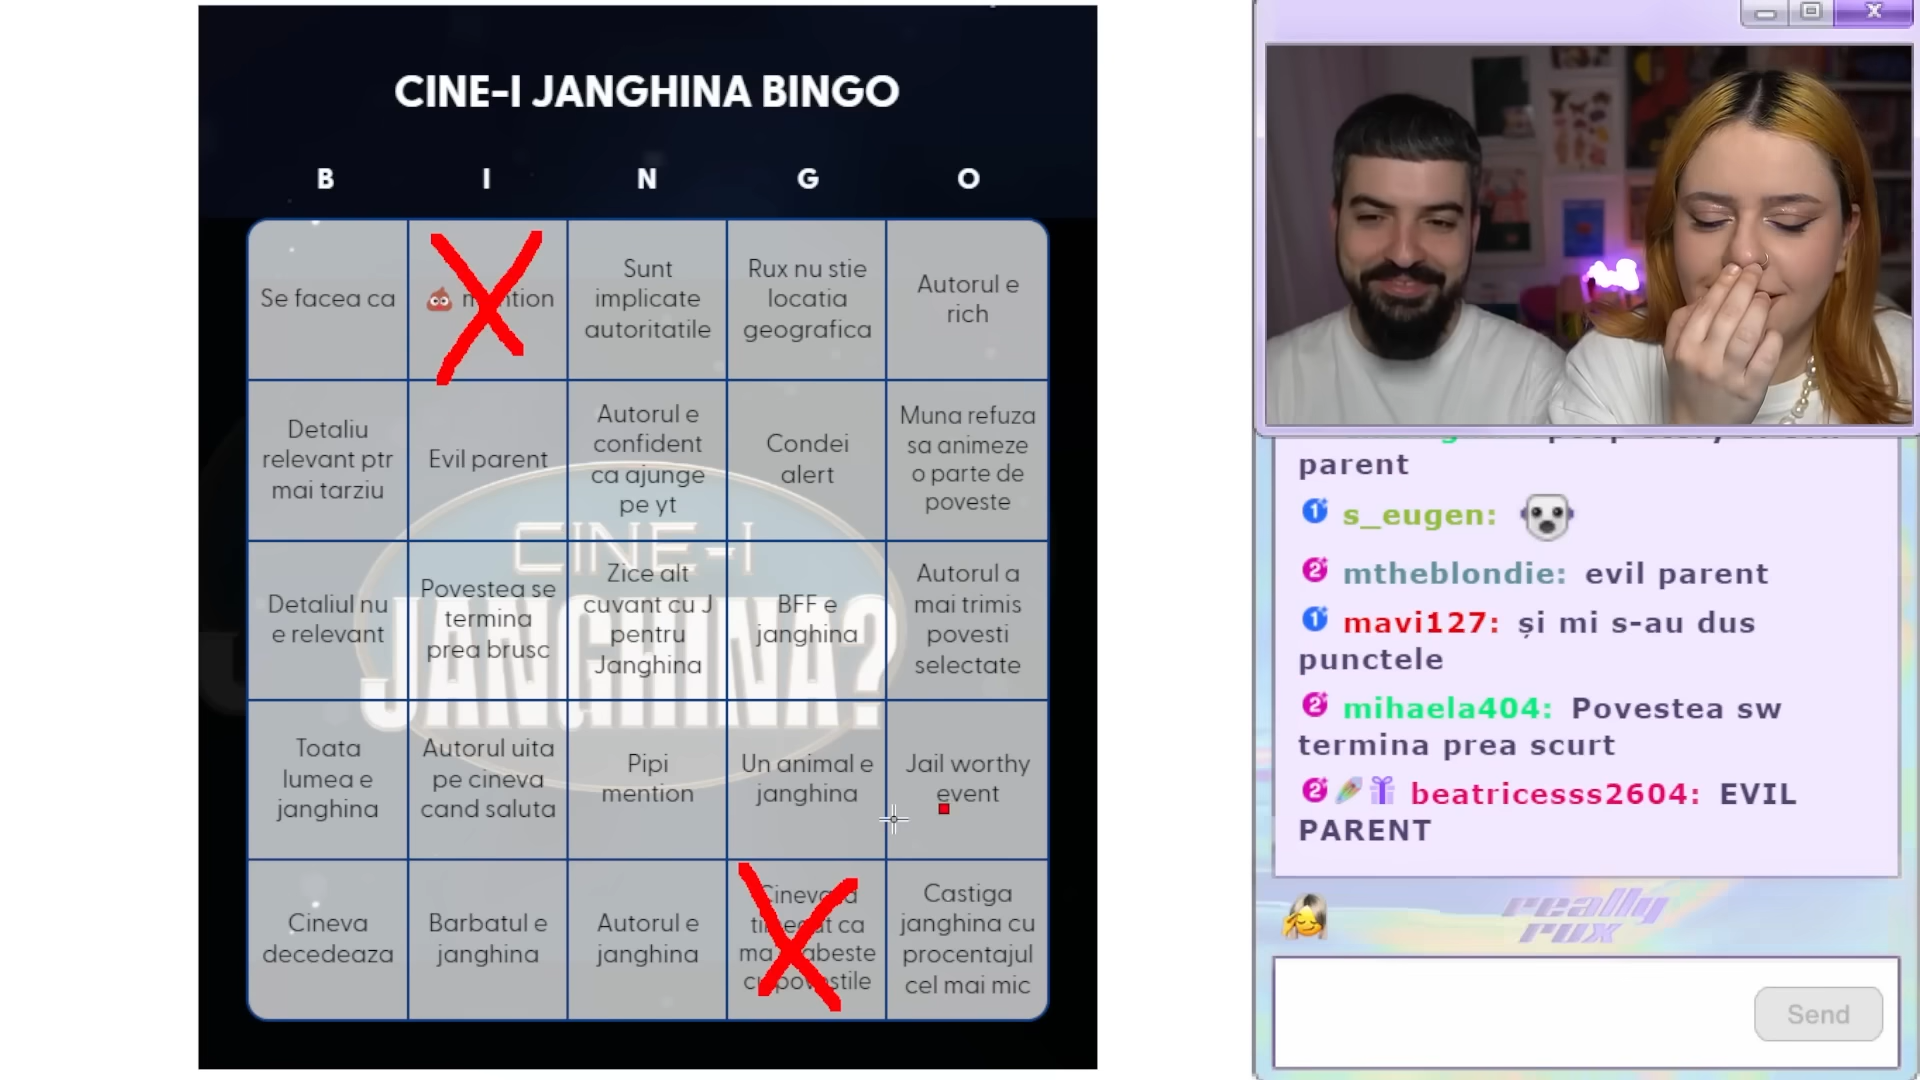 CINE-I JANGHINA BINGO
B I N G O
Se facea ca
💩 mention
Sunt
implicate
autoritatile
Rux nu stie
locatia
geografica
Autorul e
rich
Detaliu
relevant ptr
mai tarziu
Evil parent
Autorul e
confident
ca ajunge
pe yt
Condei
alert
Muna refuza
sa animeze
o parte de
poveste
Detaliul nu
e relevant
Povestea se
termina
prea brusc
Zice alt
cuvant cu J
pentru
Janghina
BFF e
janghina
Autorul a
mai trimis
povesti
selectate
Toata
lumea e
janghina
Autorul uita
pe cineva
cand saluta
Pipi
mention
Un animal e
janghina
Jail worthy
event
Cineva
decedeaza
Barbatul e
janghina
Autorul e
janghina
ca
Castiga
janghina cu
procentajul
cel mai mic
CINE-I
JANGHINA?
parent
s_eugen:
mtheblondie: evil parent
mavi127: și mi s-au dus
punctele
mihaela404: Povestea sw
termina prea scurt
beatricesss2604: EVIL
PARENT
really
rux
Send